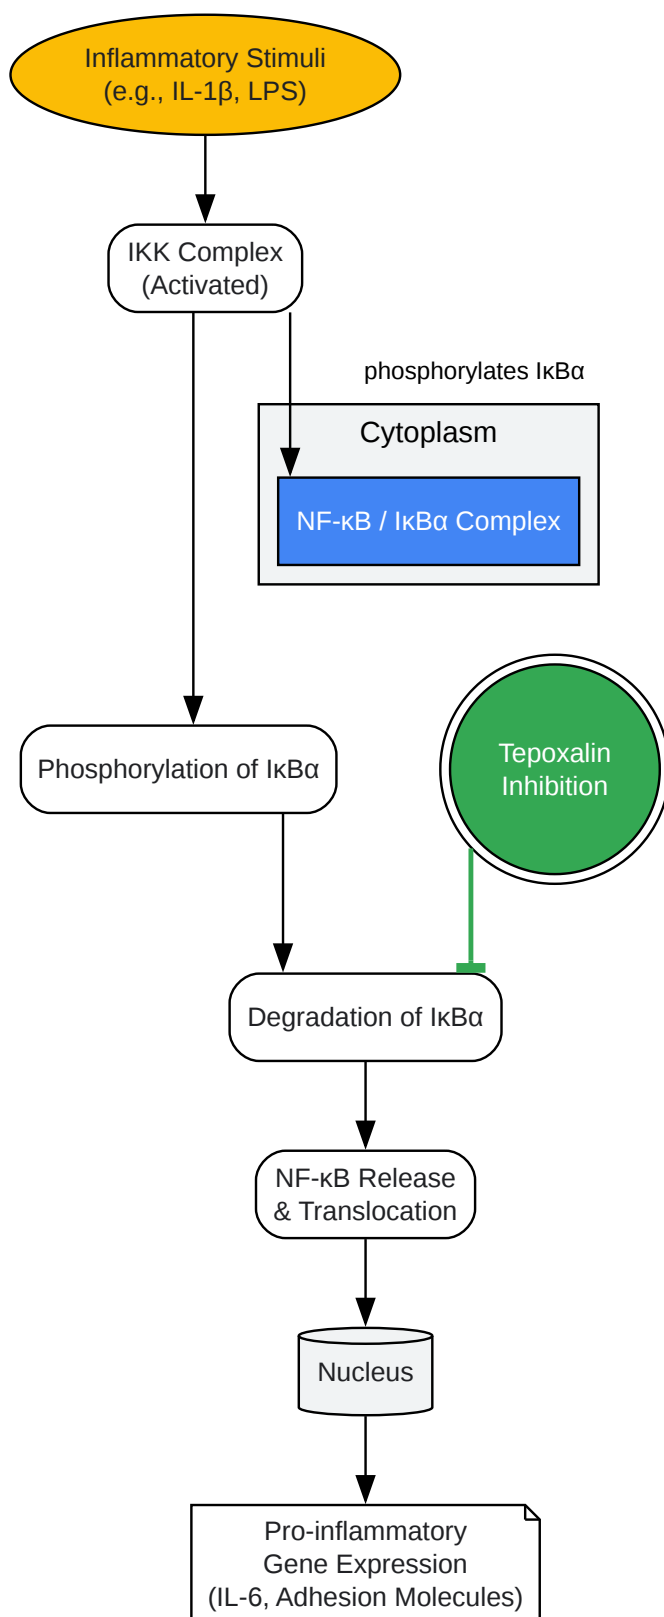 Inflammatory Stimuli
(e.g., IL-1β, LPS)
IKK Complex
(Activated)
phosphorylates IκBα
Cytoplasm
NF-κB / IκBα Complex
Phosphorylation of IκBα
Tepoxalin
Inhibition
Degradation of IκBα
NF-κB Release
& Translocation
Nucleus
Pro-inflammatory
Gene Expression
(IL-6, Adhesion Molecules)